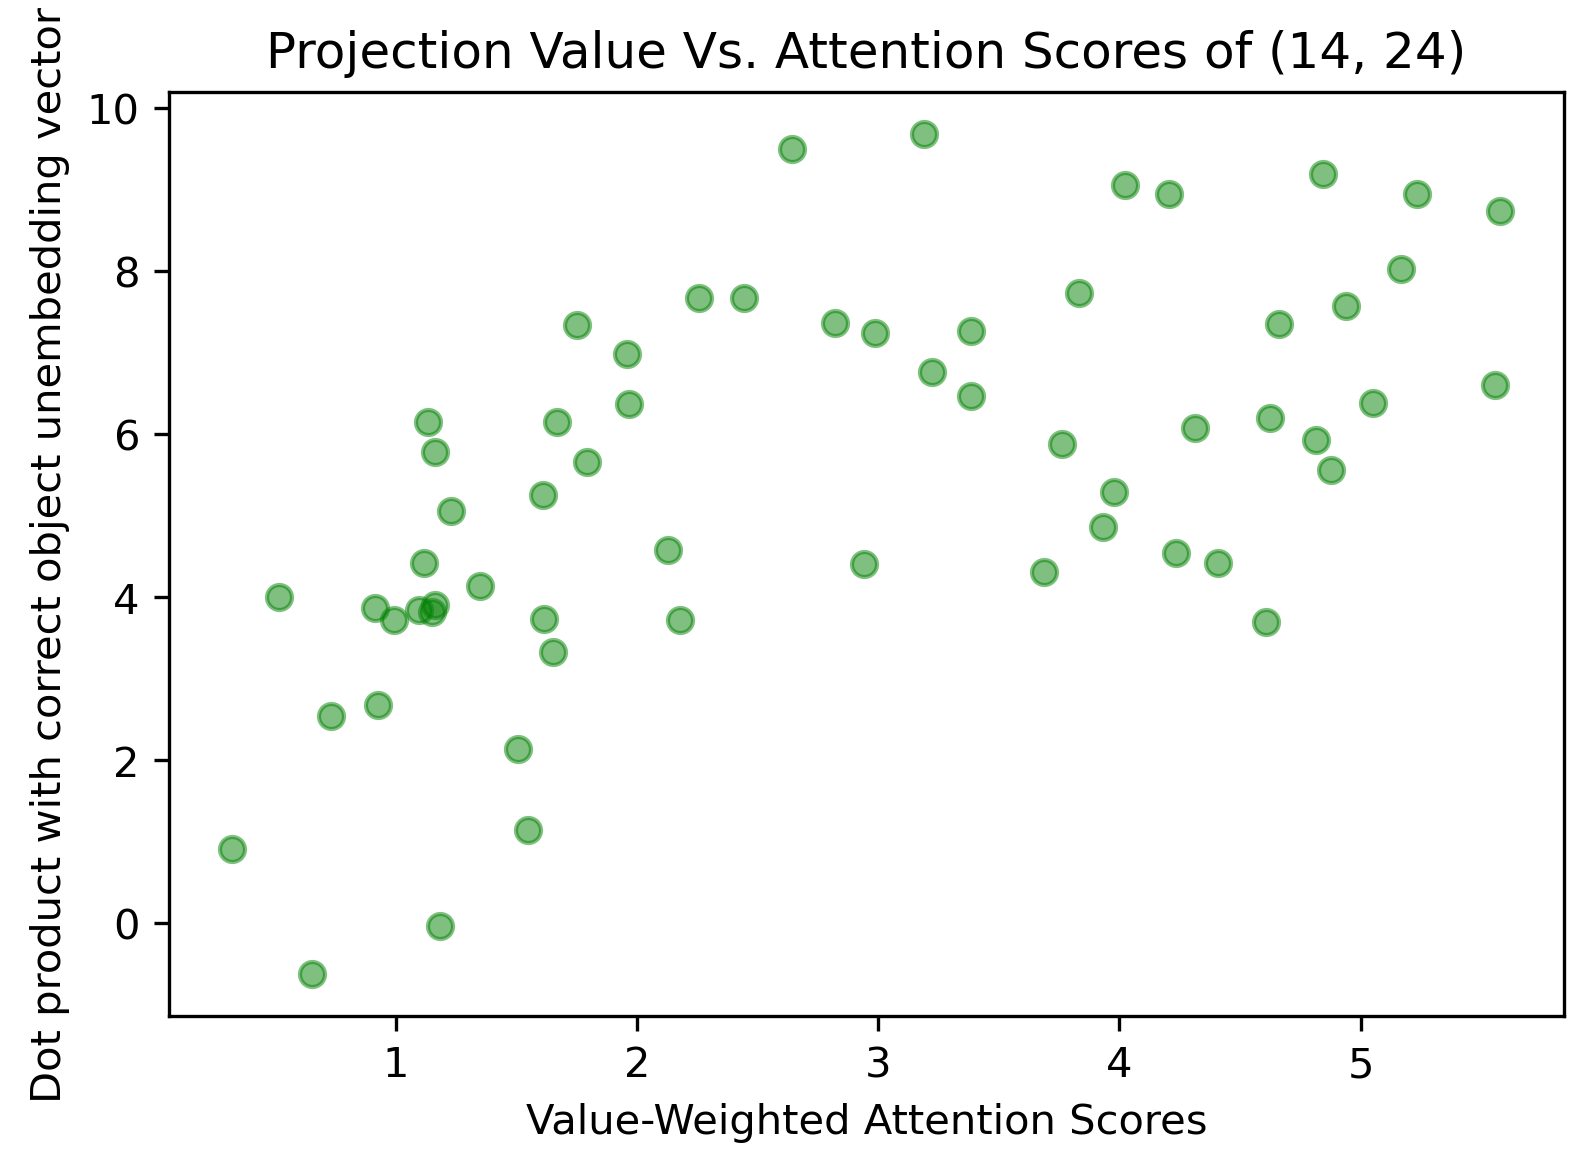 Projection Value Vs. Attention Scores of (14, 24)
Dot product with correct object unembedding vector
10
8
6
4
2
0
1 2 3 4 5
Value-Weighted Attention Scores